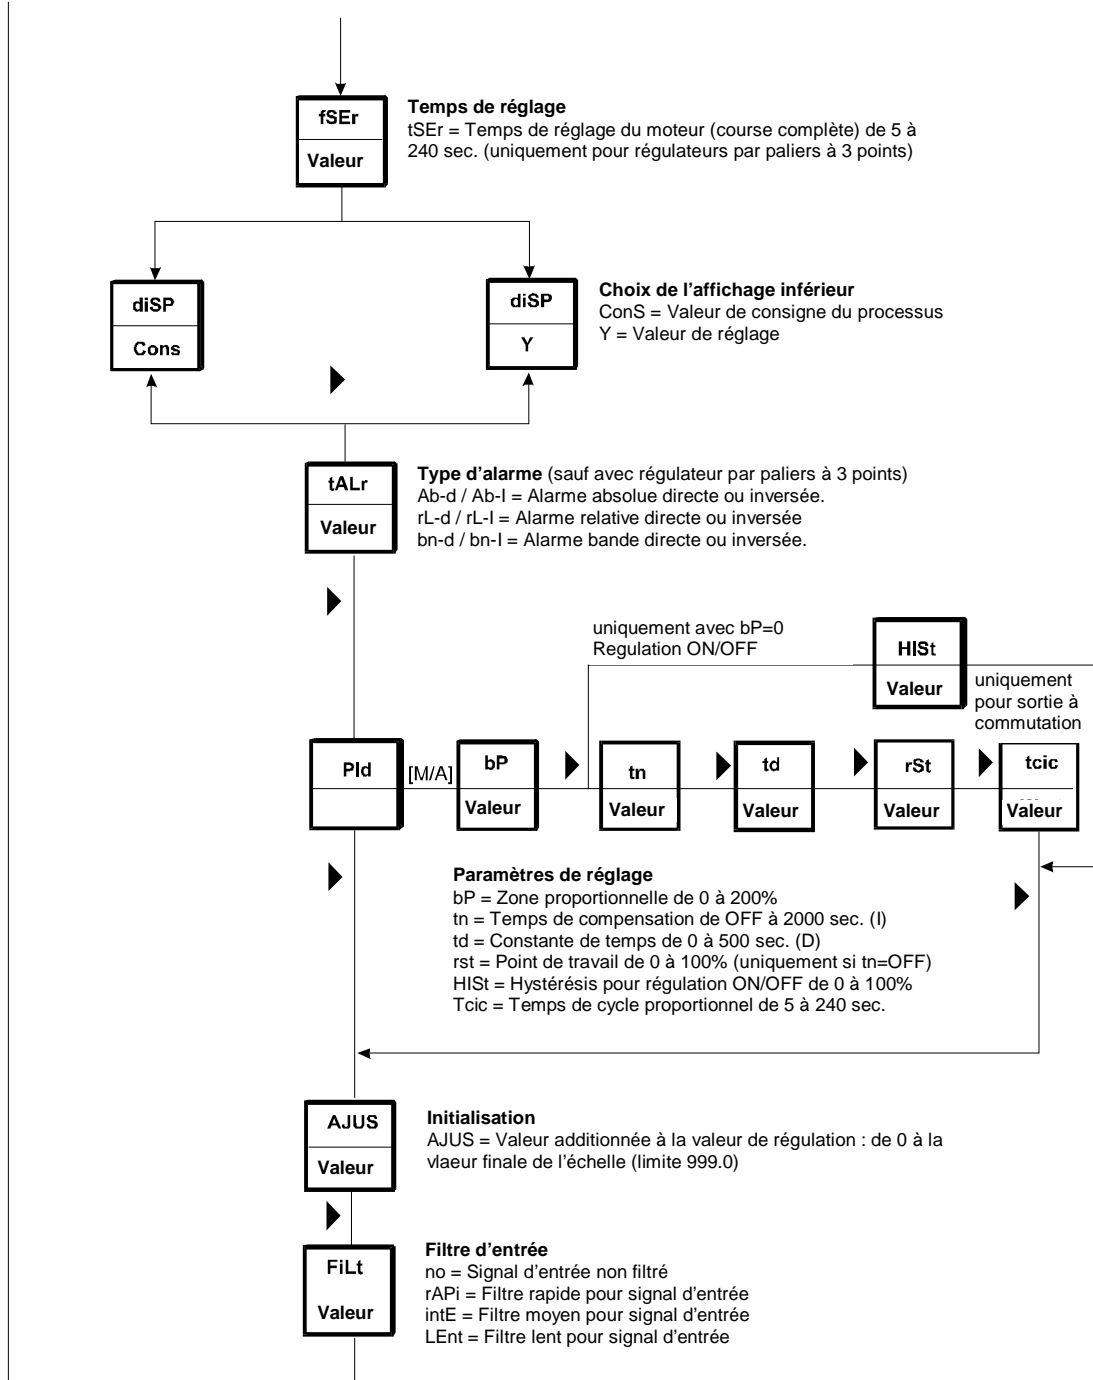 fSEr
Valeur
Temps de réglage
tSEr = Temps de réglage du moteur (course complète) de 5 à
240 sec. (uniquement pour régulateurs par paliers à 3 points)
diSP
Cons
diSP
Y
Choix de l'affichage inférieur
ConS = Valeur de consigne du processus
Y = Valeur de réglage
tALr
Valeur
Type d'alarme (sauf avec régulateur par paliers à 3 points)
Ab-d / Ab-I = Alarme absolue directe ou inversée.
rL-d / rL-I = Alarme relative directe ou inversée
bn-d / bn-I = Alarme bande directe ou inversée.
uniquement avec bP=0
Regulation ON/OFF
HISt
Valeur
uniquement
pour sortie à
commutation
PId
[M/A]
bP
Valeur
tn
Valeur
td
Valeur
rSt
Valeur
tcic
Valeur
Paramètres de réglage
bP = Zone proportionnelle de 0 à 200%
tn = Temps de compensation de OFF à 2000 sec. (I)
td = Constante de temps de 0 à 500 sec. (D)
rst = Point de travail de 0 à 100% (uniquement si tn=OFF)
HISt = Hystérésis pour régulation ON/OFF de 0 à 100%
Tcic = Temps de cycle proportionnel de 5 à 240 sec.
AJUS
Valeur
Initialisation
AJUS = Valeur additionnée à la valeur de régulation : de 0 à la
vlaeur finale de l'échelle (limite 999.0)
FiLt
Valeur
Filtre d'entrée
no = Signal d'entrée non filtré
rAPi = Filtre rapide pour signal d'entrée
intE = Filtre moyen pour signal d'entrée
LEnt = Filtre lent pour signal d'entrée